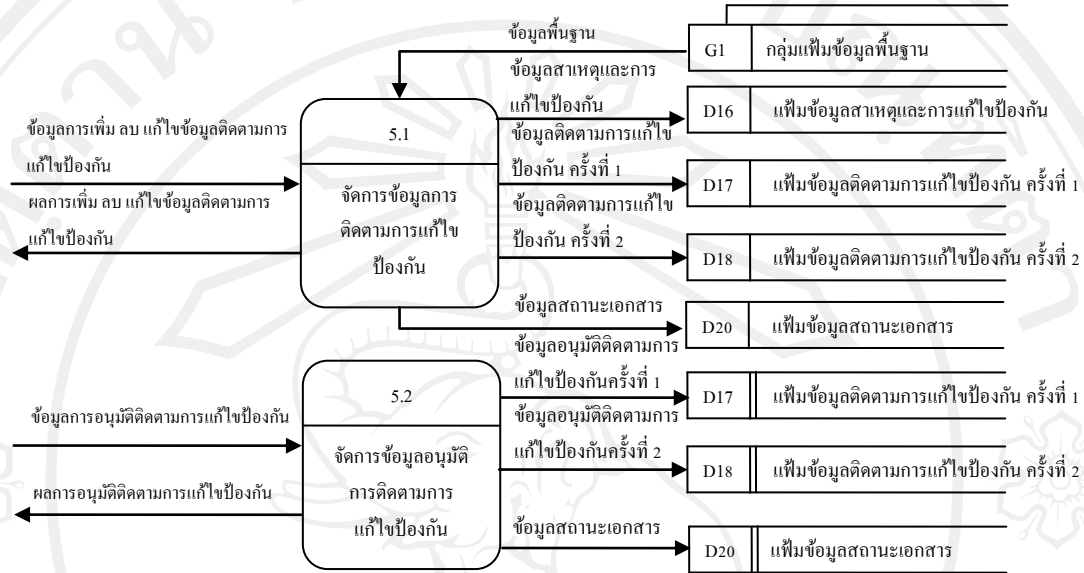 ข้อมูลพื้นฐาน
G1 กลุ่มแฟ้มข้อมูลพื้นฐาน
ข้อมูลสาเหตุและการ
แก้ไขป้องกัน
D16 แฟ้มข้อมูลสาเหตุและการแก้ไขป้องกัน
ข้อมูลการเพิ่ม ลบ แก้ไขข้อมูลติดตามการ
แก้ไขป้องกัน
5.1
ข้อมูลติดตามการแก้ไข
ป้องกัน ครั้งที่ 1
D17 แฟ้มข้อมูลติดตามการแก้ไขป้องกัน ครั้งที่ 1
ผลการเพิ่ม ลบ แก้ไขข้อมูลติดตามการ
แก้ไขป้องกัน
จัดการข้อมูลการ
ติดตามการแก้ไข
ป้องกัน
ข้อมูลติดตามการแก้ไข
ป้องกัน ครั้งที่ 2
D18 แฟ้มข้อมูลติดตามการแก้ไขป้องกัน ครั้งที่ 2
ข้อมูลสถานะเอกสาร
D20 แฟ้มข้อมูลสถานะเอกสาร
ข้อมูลอนุมัติติดตามการ
แก้ไขป้องกันครั้งที่ 1
5.2
D17 แฟ้มข้อมูลติดตามการแก้ไขป้องกัน ครั้งที่ 1
ข้อมูลการอนุมัติติดตามการแก้ไขป้องกัน
ข้อมูลอนุมัติติดตามการ
แก้ไขป้องกันครั้งที่ 2
จัดการข้อมูลอนุมัติ
การติดตามการ
แก้ไขป้องกัน
D18 แฟ้มข้อมูลติดตามการแก้ไขป้องกัน ครั้งที่ 2
ผลการอนุมัติติดตามการแก้ไขป้องกัน
ข้อมูลสถานะเอกสาร
D20 แฟ้มข้อมูลสถานะเอกสาร